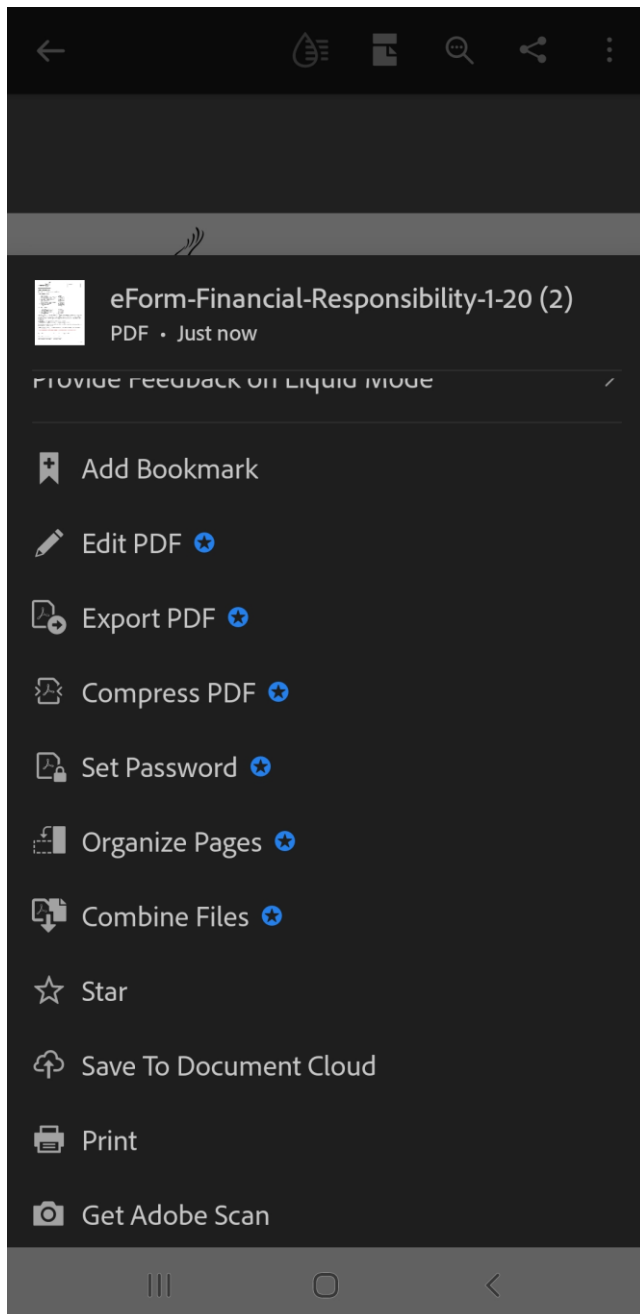 eForm-Financial-Responsibility-1-20 (2)
PDF • Just now
Provide Feedback on Liquid Mode
Add Bookmark
Edit PDF
Export PDF
Compress PDF
Set Password
Organize Pages
Combine Files
Star
Save To Document Cloud
Print
Get Adobe Scan